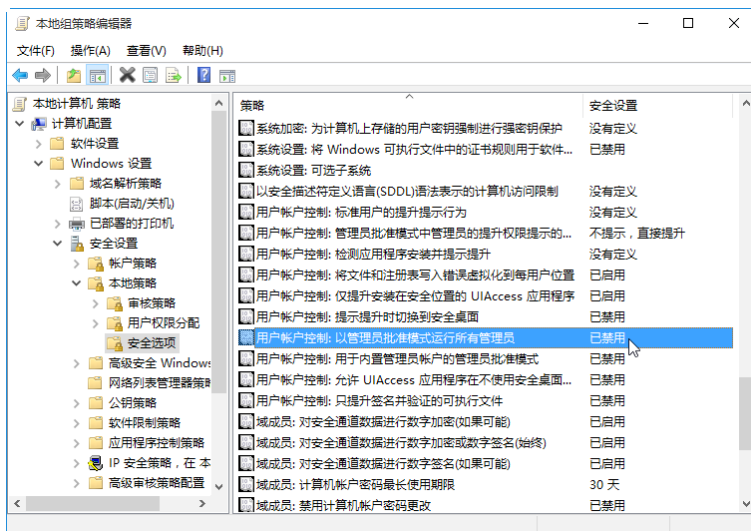 本地组策略编辑器
文件(F) 操作(A) 查看(V) 帮助(H)
本地计算机 策略
计算机配置
软件设置
Windows 设置
域名解析策略
脚本(启动/关机)
已部署的打印机
安全设置
帐户策略
本地策略
审核策略
用户权限分配
安全选项
高级安全 Windows
网络列表管理器策略
公钥策略
软件限制策略
应用程序控制策略
IP 安全策略，在 本
高级审核策略配置
策略 安全设置
系统加密: 为计算机上存储的用户密钥强制进行强密钥保护 没有定义
系统设置: 将 Windows 可执行文件中的证书规则用于软件... 已禁用
系统设置: 可选子系统
以安全描述符定义语言(SDDL)语法表示的计算机访问限制 没有定义
用户帐户控制: 标准用户的提升提示行为 没有定义
用户帐户控制: 管理员批准模式中管理员的提升权限提示的... 不提示，直接提升
用户帐户控制: 检测应用程序安装并提示提升 没有定义
用户帐户控制: 将文件和注册表写入错误虚拟化到每用户位置 已启用
用户帐户控制: 仅提升安装在安全位置的 UIAccess 应用程序 已启用
用户帐户控制: 提示提升时切换到安全桌面 已禁用
用户帐户控制: 以管理员批准模式运行所有管理员 已禁用
用户帐户控制: 用于内置管理员帐户的管理员批准模式 已禁用
用户帐户控制: 允许 UIAccess 应用程序在不使用安全桌面... 已禁用
用户帐户控制: 只提升签名并验证的可执行文件 已禁用
域成员: 对安全通道数据进行数字加密(如果可能) 已启用
域成员: 对安全通道数据进行数字加密或数字签名(始终) 已启用
域成员: 对安全通道数据进行数字签名(如果可能) 已启用
域成员: 计算机帐户密码最长使用期限 30 天
域成员: 禁用计算机帐户密码更改 已禁用